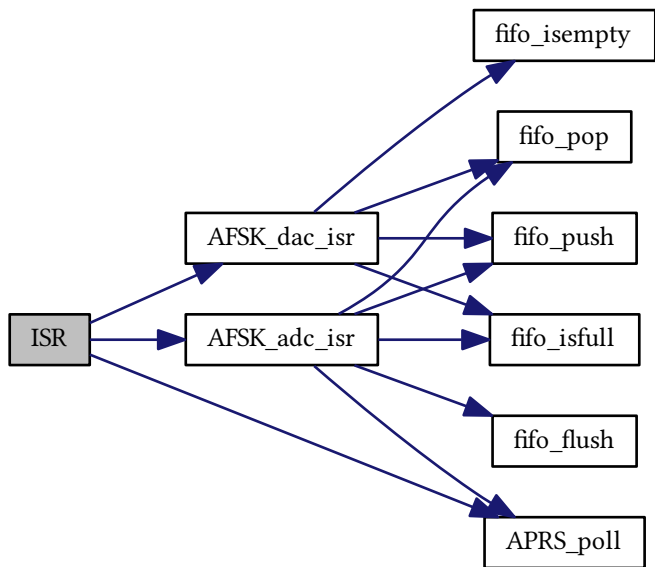 fifo_isempty
fifo_pop
AFSK_dac_isr
fifo_push
ISR
AFSK_adc_isr
fifo_isfull
fifo_flush
APRS_poll